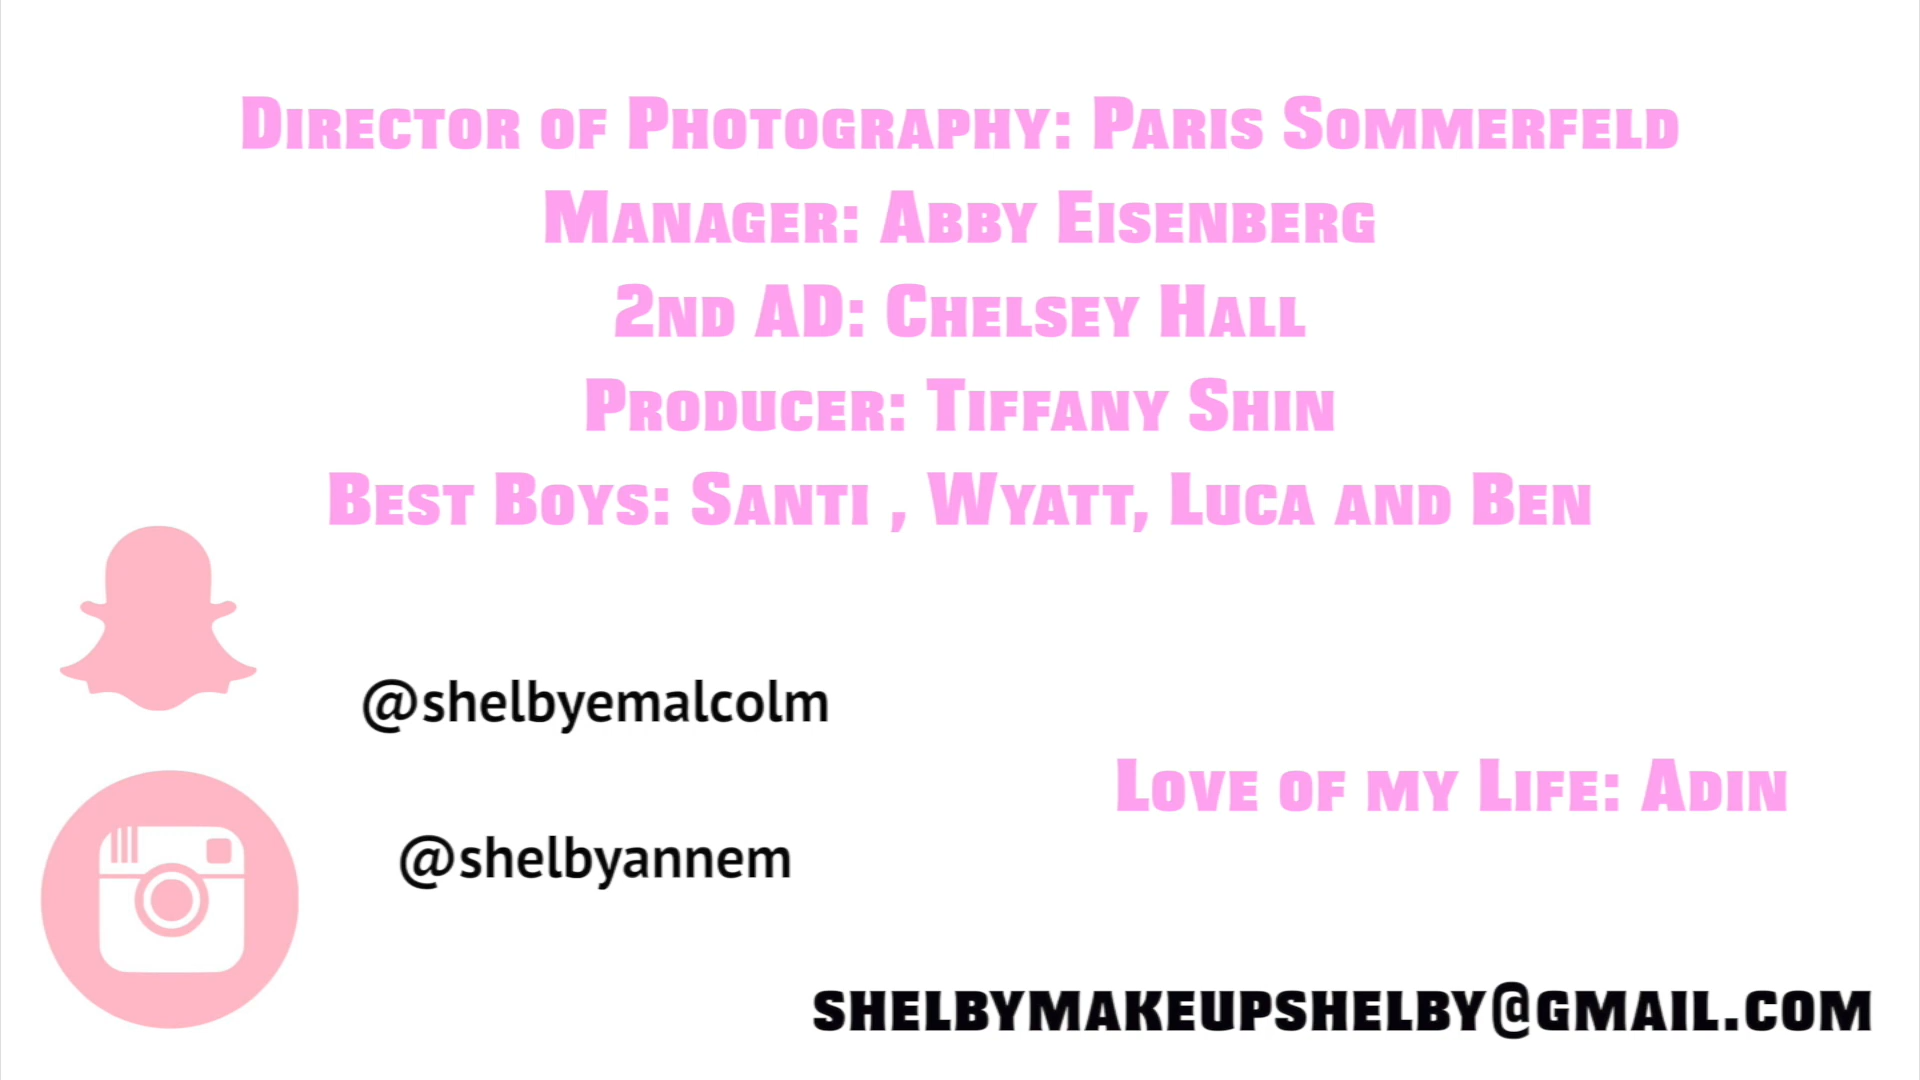 Director of Photography: Paris Sommerfeld
Manager: Abby Eisenberg
2nd AD: Chelsey Hall
Producer: Tiffany Shin
Best Boys: Santi , Wyatt, Luca and Ben
@shelbyemalcolm
Love of my Life: Adin
@shelbyannem
SHELBYMAKEUPSHELBY@GMAIL.COM